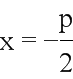 x = −p/2